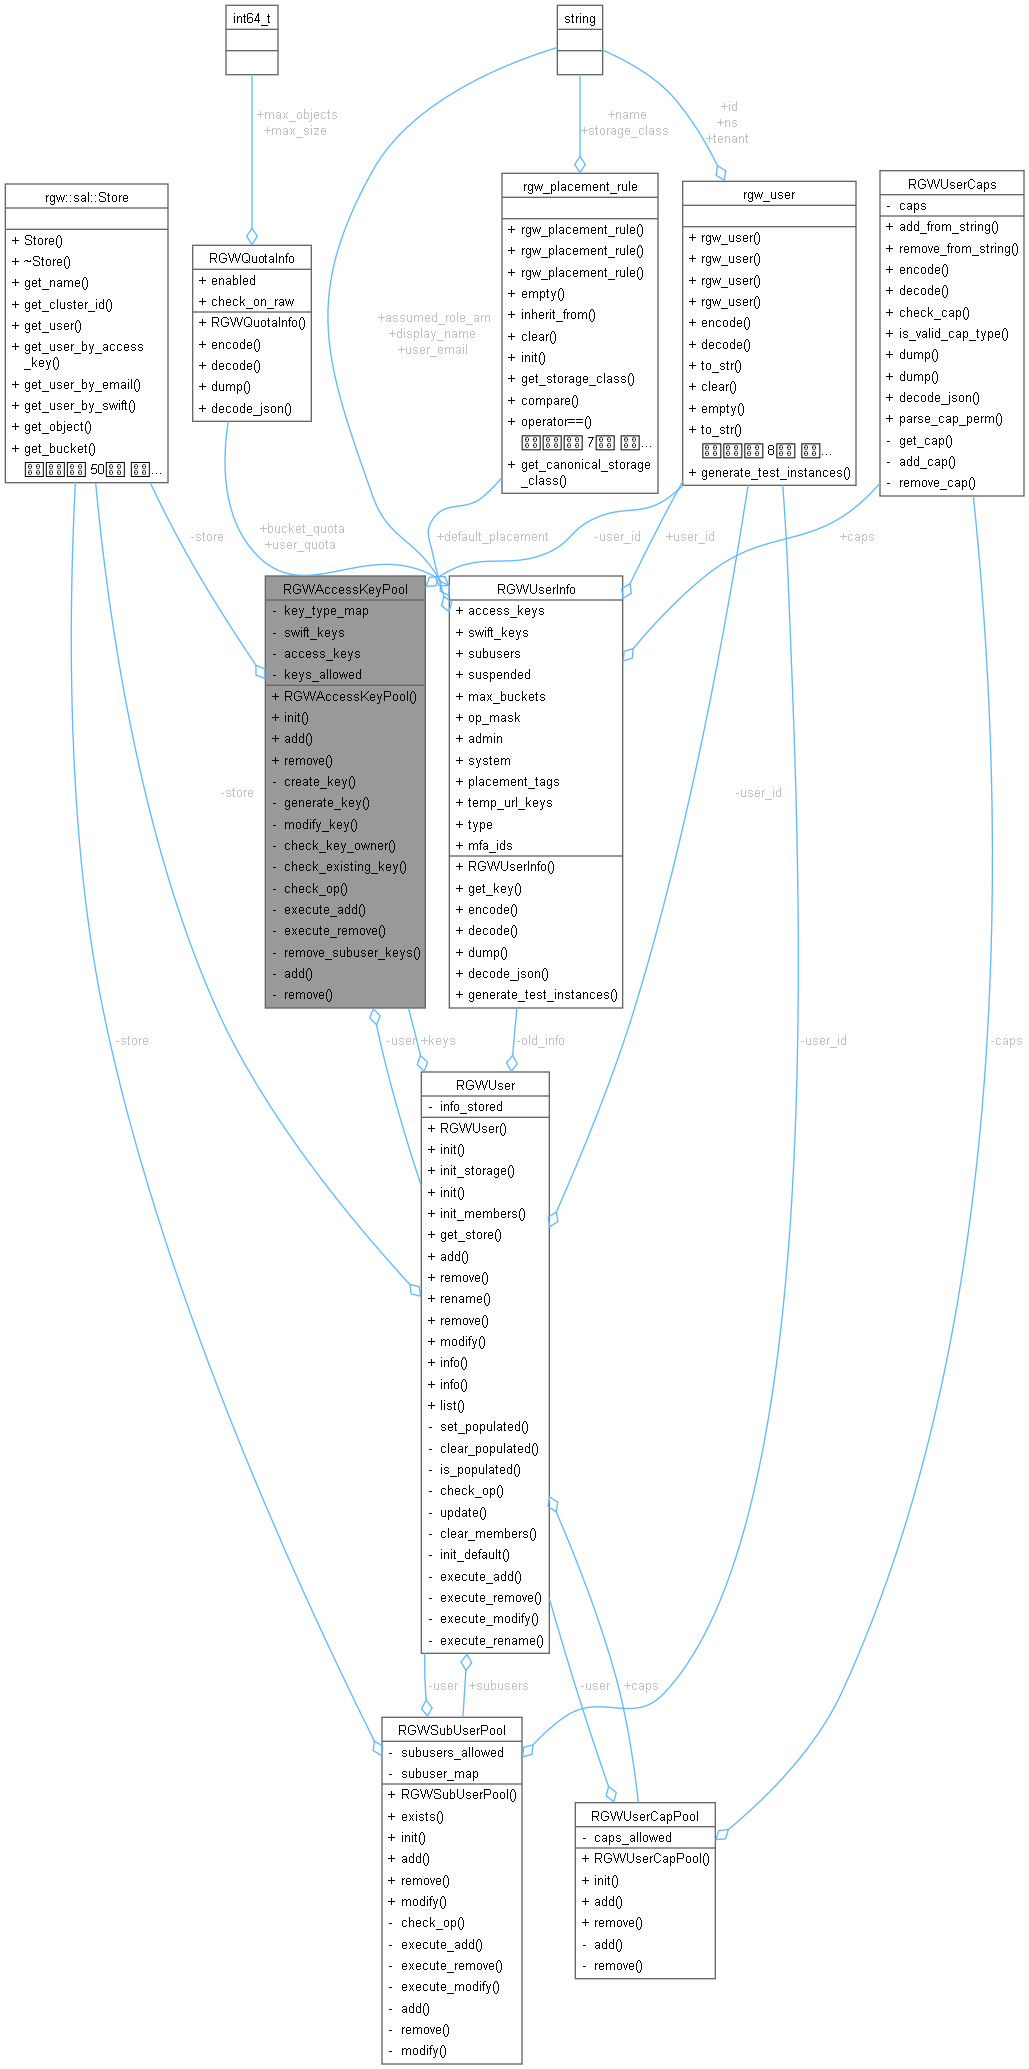 int64_t
string
+max_objects
+max_size
+name
+storage_class
+id
+ns
+tenant
rgw::sal::Store
+ Store()
+ ~Store()
+ get_name()
+ get_cluster_id()
+ get_user()
+ get_user_by_access
_key()
+ get_user_by_email()
+ get_user_by_swift()
+ get_object()
+ get_bucket()
50 ...
RGWQuotaInfo
+ enabled
+ check_on_raw
+ RGWQuotaInfo()
+ encode()
+ decode()
+ dump()
+ decode_json()
+assumed_role_arn
+display_name
+user_email
rgw_placement_rule
+ rgw_placement_rule()
+ rgw_placement_rule()
+ rgw_placement_rule()
+ empty()
+ inherit_from()
+ clear()
+ init()
+ get_storage_class()
+ compare()
+ operator==()
7 ...
+ get_canonical_storage
_class()
rgw_user
+ rgw_user()
+ rgw_user()
+ rgw_user()
+ rgw_user()
+ encode()
+ decode()
+ to_str()
+ clear()
+ empty()
+ to_str()
8 ...
+ generate_test_instances()
RGWUserCaps
- caps
+ add_from_string()
+ remove_from_string()
+ encode()
+ decode()
+ check_cap()
+ is_valid_cap_type()
+ dump()
+ dump()
+ decode_json()
+ parse_cap_perm()
- get_cap()
- add_cap()
- remove_cap()
-store
+bucket_quota
+user_quota
+default_placement
-user_id
+user_id
+caps
RGWAccessKeyPool
- key_type_map
- swift_keys
- access_keys
- keys_allowed
+ RGWAccessKeyPool()
+ init()
+ add()
+ remove()
- create_key()
- generate_key()
- modify_key()
- check_key_owner()
- check_existing_key()
- check_op()
- execute_add()
- execute_remove()
- remove_subuser_keys()
- add()
- remove()
RGWUserInfo
+ access_keys
+ swift_keys
+ subusers
+ suspended
+ max_buckets
+ op_mask
+ admin
+ system
+ placement_tags
+ temp_url_keys
+ type
+ mfa_ids
+ RGWUserInfo()
+ get_key()
+ encode()
+ decode()
+ dump()
+ decode_json()
+ generate_test_instances()
-store
-user_id
-store
-user
+keys
-old_info
-user_id
-caps
RGWUser
- info_stored
+ RGWUser()
+ init()
+ init_storage()
+ init()
+ init_members()
+ get_store()
+ add()
+ remove()
+ rename()
+ remove()
+ modify()
+ info()
+ info()
+ list()
- set_populated()
- clear_populated()
- is_populated()
- check_op()
- update()
- clear_members()
- init_default()
- execute_add()
- execute_remove()
- execute_modify()
- execute_rename()
-user
+subusers
-user
+caps
RGWSubUserPool
- subusers_allowed
- subuser_map
+ RGWSubUserPool()
+ exists()
+ init()
+ add()
+ remove()
+ modify()
- check_op()
- execute_add()
- execute_remove()
- execute_modify()
- add()
- remove()
- modify()
RGWUserCapPool
- caps_allowed
+ RGWUserCapPool()
+ init()
+ add()
+ remove()
- add()
- remove()